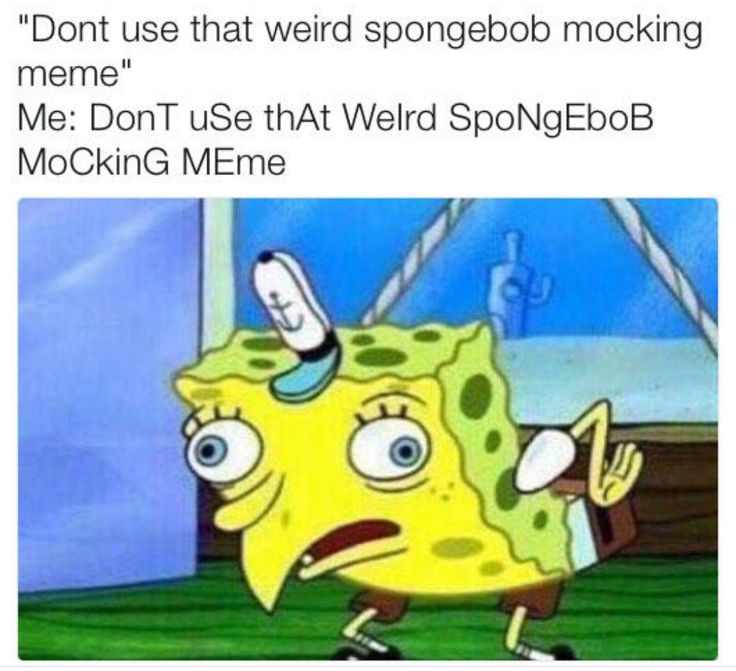 "Dont use that weird spongebob mocking
meme"
Me: DonT uSe thAt WeIrd SpoNgEboB
MoCkinG MEme